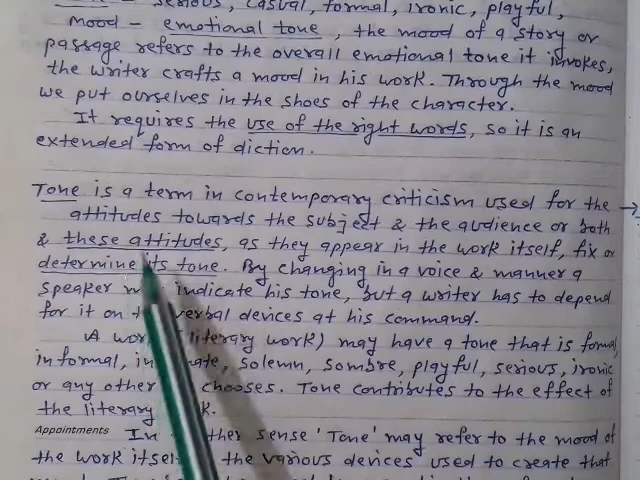 serious, casual, formal, ironic, playful,
mood - emotional tone, the mood of a story or
passage refers to the overall emotional tone it invokes,
the writer crafts a mood in his work. Through the mood
we put ourselves in the shoes of the character.
It requires the use of the right words, so it is an
extended form of diction.
Tone is a term in contemporary criticism used for the →
attitudes towards the subject & the audience or both
& these attitudes, as they appear in the work itself, fix or
determine its tone. By changing in a voice & manner a
speaker indicate his tone, but a writer has to depend
for it on verbal devices at his command.
A work (literary work) may have a tone that is formal,
informal, solemn, sombre, playful, serious, ironic
or any other chooses. Tone contributes to the effect of
the literary
Appointments
In sense 'Tone' may refer to the mood of
the work itself the various devices used to create that